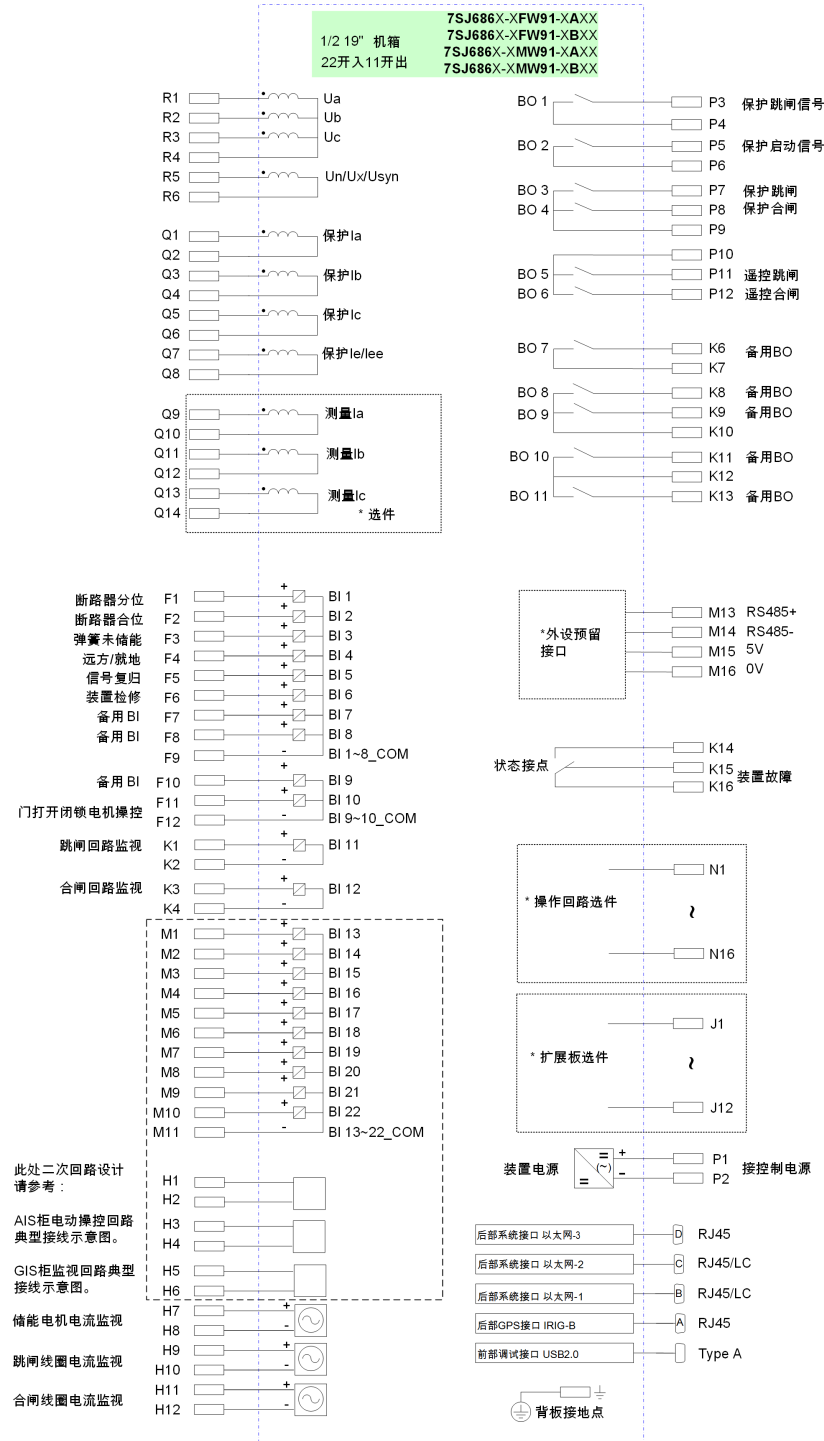 1/2 19" 机箱
22开入11开出
7SJ686X-XFW91-XAXX
7SJ686X-XFW91-XBXX
7SJ686X-XMW91-XAXX
7SJ686X-XMW91-XBXX
R1 Ua
R2 Ub
R3 Uc
R4
R5 Un/Ux/Usyn
R6
Q1 保护Ia
Q2
Q3 保护Ib
Q4
Q5 保护Ic
Q6
Q7 保护Ie/Iee
Q8
Q9 测量Ia
Q10
Q11 测量Ib
Q12
Q13 测量Ic
Q14 * 选件
断路器分位 F1 + BI 1
断路器合位 F2 + BI 2
弹簧未储能 F3 + BI 3
远方/就地 F4 + BI 4
信号复归 F5 + BI 5
装置检修 F6 + BI 6
备用 BI F7 + BI 7
备用 BI F8 + BI 8
F9 - BI 1~8_COM
备用 BI F10 + BI 9
门打开闭锁电机操控 F11 + BI 10
F12 - BI 9~10_COM
跳闸回路监视 K1 + BI 11
K2 -
合闸回路监视 K3 + BI 12
K4 -
M1 + BI 13
M2 + BI 14
M3 + BI 15
M4 + BI 16
M5 + BI 17
M6 + BI 18
M7 + BI 19
M8 + BI 20
M9 + BI 21
M10 + BI 22
M11 - BI 13~22_COM
此处二次回路设计
请参考：
AIS柜电动操控回路
典型接线示意图。
GIS柜监视回路典型
接线示意图。
H1
H2
H3
H4
H5
H6
储能电机电流监视
H7 +
H8 -
跳闸线圈电流监视
H9 +
H10 -
合闸线圈电流监视
H11 +
H12 -
BO 1 P3 保护跳闸信号
P4
BO 2 P5 保护启动信号
P6
BO 3 P7 保护跳闸
BO 4 P8 保护合闸
P9
P10
BO 5 P11 遥控跳闸
BO 6 P12 遥控合闸
BO 7 K6 备用BO
K7
BO 8 K8 备用BO
BO 9 K9 备用BO
K10
BO 10 K11 备用BO
K12
BO 11 K13 备用BO
*外设预留
接口
M13 RS485+
M14 RS485-
M15 5V
M16 0V
状态接点
K14
K15 装置故障
K16
* 操作回路选件
N1
~
N16
* 扩展板选件
J1
~
J12
装置电源 = (~) = + P1 接控制电源
- P2
后部系统接口 以太网-3 D RJ45
后部系统接口 以太网-2 C RJ45/LC
后部系统接口 以太网-1 B RJ45/LC
后部GPS接口 IRIG-B A RJ45
前部调试接口 USB2.0 Type A
背板接地点